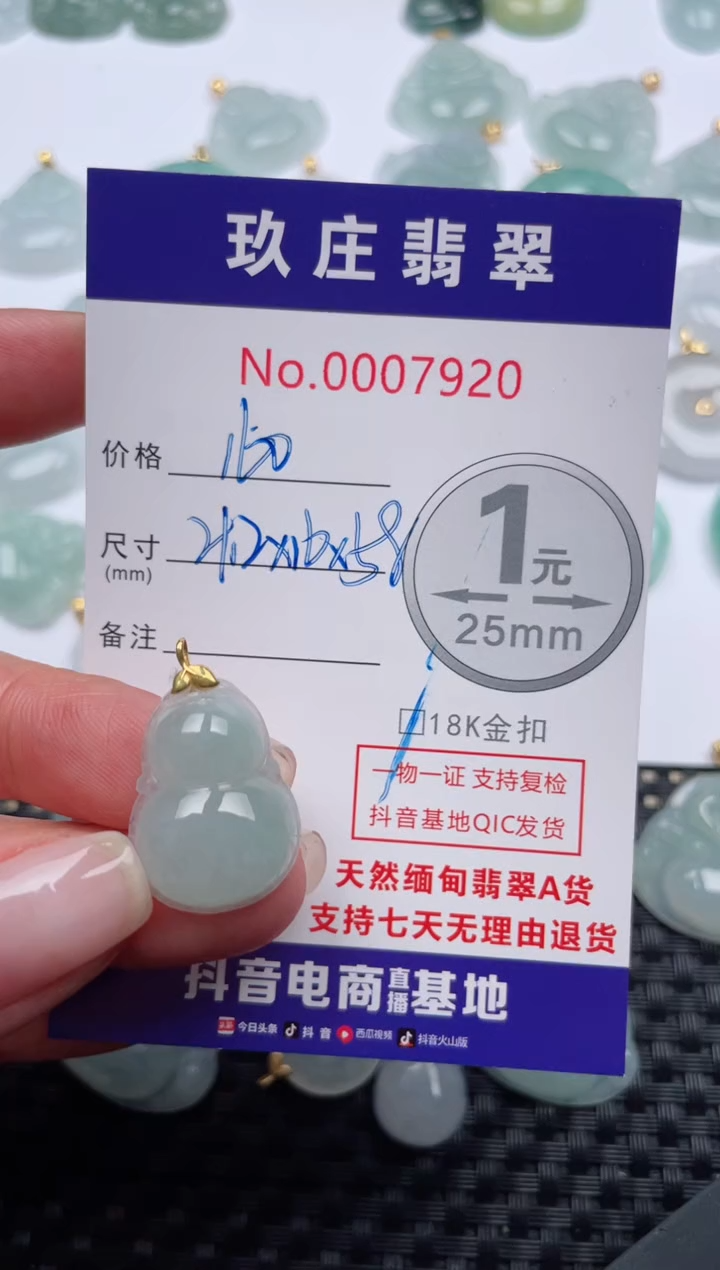 玖庄翡翠
No.0007920
价格 1150
尺寸
(mm)
备注
1元
25mm
18K金扣
一物一证 支持复检
抖音基地QIC发货
天然缅甸翡翠A货
支持七天无理由退货
抖音电商直播基地
今日头条 抖音 西瓜视频 抖音火山版